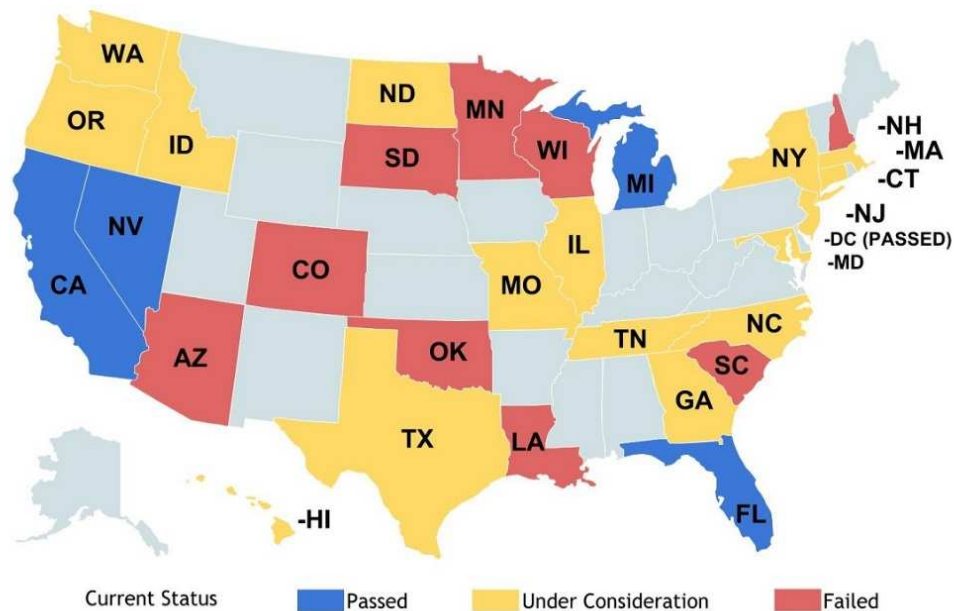 WA
ND
MN
OR
-NH
ID
SD
WI
NY
-MA
MI
-CT
NV
-NJ
IL
-DC (PASSED)
CO
-MD
CA
MO
NC
TN
AZ
OK
SC
GA
TX
LA
-HI
FL
Current Status
Passed
Under Consideration
Failed